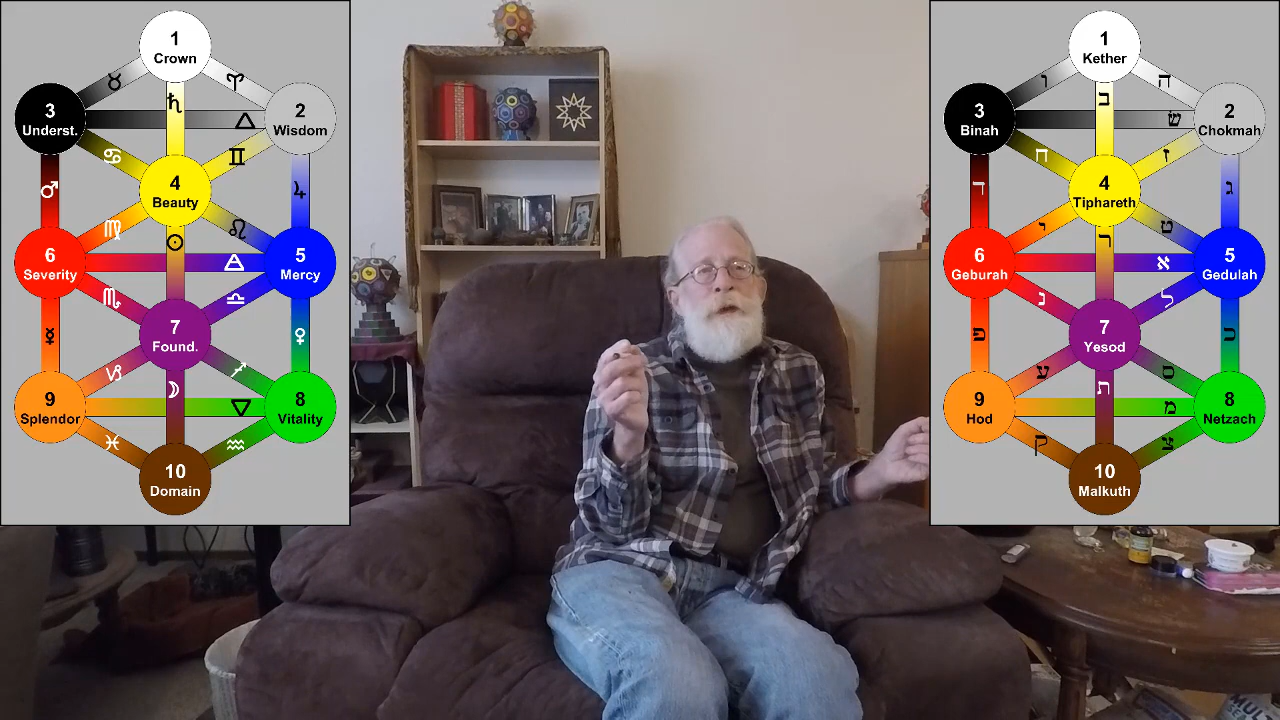 1
Crown
♉ ♈
♄
3
Underst.
2
Wisdom
🜂
♋ ♊
4
Beauty
♂ ♃
♍ ♌
☉
6
Severity
5
Mercy
🜁
♏ ♎
7
Found.
☿ ♀
♑ ♐
☽
9
Splendor
8
Vitality
🜄
♓ ♒
10
Domain
1
Kether
ו ה
ב
3
Binah
2
Chokmah
ש
ח ז
4
Tiphareth
ד ג
י ט
ר
6
Geburah
5
Gedulah
א
נ ל
7
Yesod
פ כ
ע ס
ת
9
Hod
8
Netzach
מ
ק צ
10
Malkuth